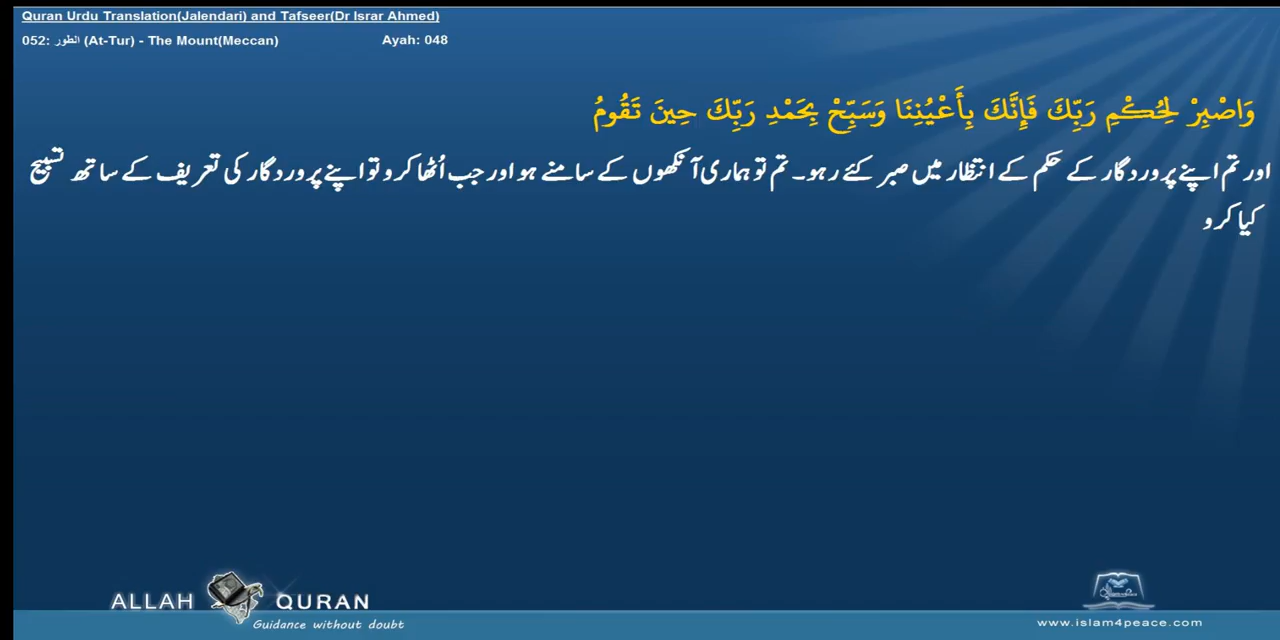 Quran Urdu Translation(Jalendari) and Tafseer(Dr Israr Ahmed)
052: الطور (At-Tur) - The Mount(Meccan) Ayah: 048
وَاصْبِرْ لِحُكْمِ رَبِّكَ فَإِنَّكَ بِأَعْيُنِنَا وَسَبِّحْ بِحَمْدِ رَبِّكَ حِينَ تَقُومُ
اور تم اپنے پروردگار کے حکم کے انتظار میں صبر کئے رہو۔ تم تو ہماری آنکھوں کے سامنے ہو اور جب اُٹھا کرو تو اپنے پروردگار کی تعریف کے ساتھ تسبیح
کیا کرو
ALLAH QURAN
Guidance without doubt
www.islam4peace.com